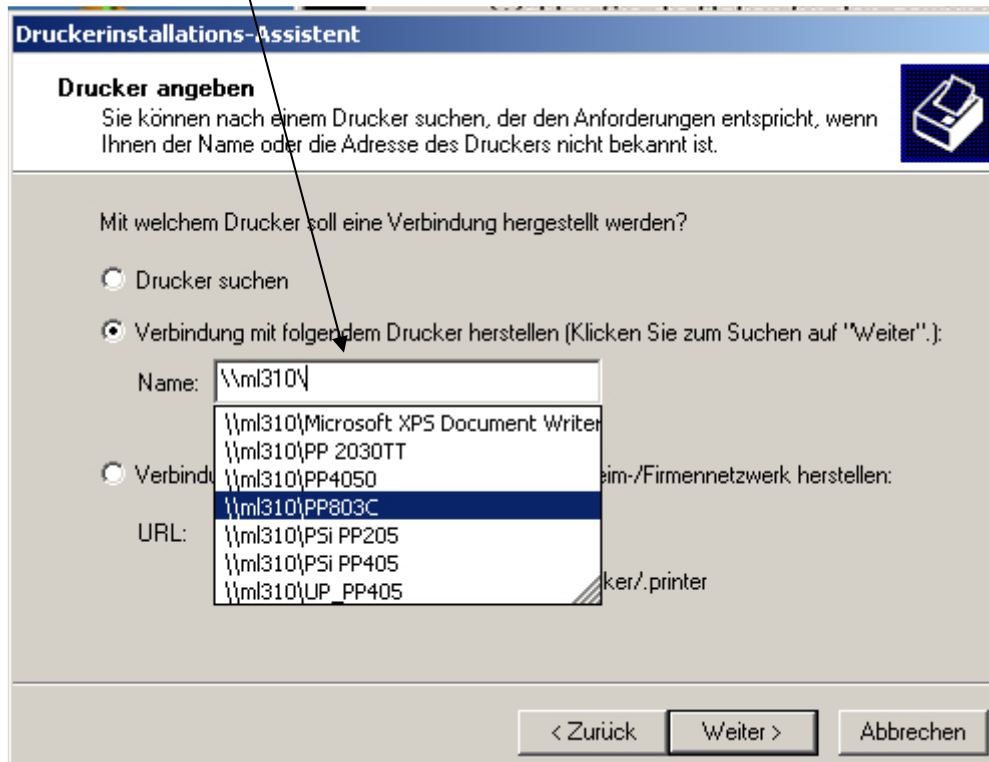 Druckerinstallations-Assistent
Drucker angeben
Sie können nach einem Drucker suchen, der den Anforderungen entspricht, wenn
Ihnen der Name oder die Adresse des Druckers nicht bekannt ist.
Mit welchem Drucker soll eine Verbindung hergestellt werden?
Drucker suchen
Verbindung mit folgendem Drucker herstellen (Klicken Sie zum Suchen auf "Weiter".):
Name: \\ml310\
\\ml310\Microsoft XPS Document Writer
\\ml310\PP 2030TT
\\ml310\PP4050
\\ml310\PP803C
\\ml310\PSi PP205
\\ml310\PSi PP405
\\ml310\UP_PP405
Verbindu eim-/Firmennetzwerk herstellen:
URL:
ker/.printer
< Zurück Weiter > Abbrechen